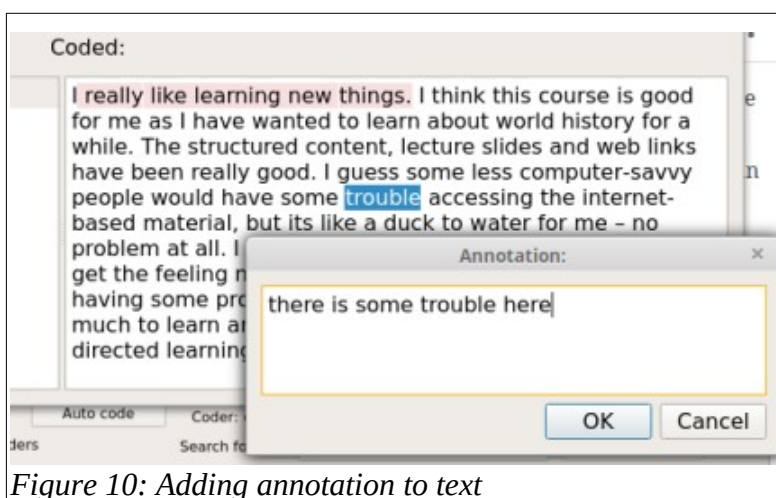 Coded:
I really like learning new things. I think this course is good
for me as I have wanted to learn about world history for a
while. The structured content, lecture slides and web links
have been really good. I guess some less computer-savvy
people would have some trouble accessing the internet-
based material, but its like a duck to water for me – no
problem at all. I
get the feeling
having some
much to learn
directed learning
Annotation:
there is some trouble here
OK Cancel
Auto code Coder:
Search
Figure 10: Adding annotation to text